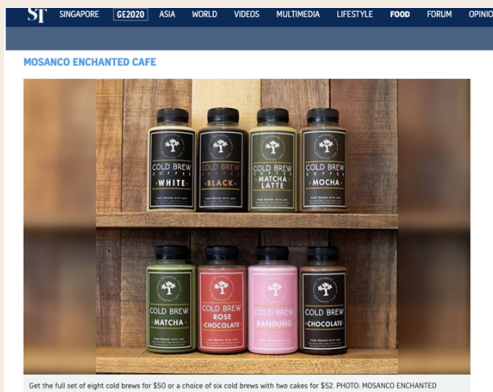 ST SINGAPORE GE2020 ASIA WORLD VIDEOS MULTIMEDIA LIFESTYLE FOOD FORUM OPINIO
MOSANCO ENCHANTED CAFE
COLD BREW
COFFEE
WHITE
COLD BREW
COFFEE
BLACK
COLD BREW
COFFEE
MATCHA
LATTE
COLD BREW
COFFEE
MOCHA
COLD BREW
MATCHA
COLD BREW
ROSE
CHOCOLATE
COLD BREW
BANDUNG
COLD BREW
CHOCOLATE
Get the full set of eight cold brews for $50 or a choice of six cold brews with two cakes for $52. PHOTO: MOSANCO ENCHANTED